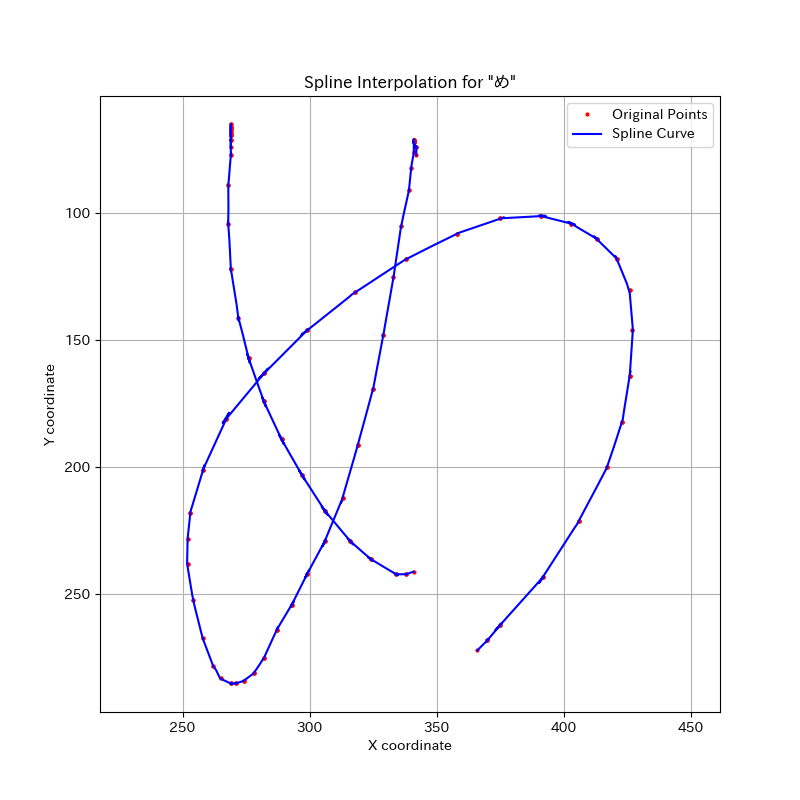 Spline Interpolation for "め"
Original Points
Spline Curve
100
150
200
250
Y coordinate
250
300
350
400
450
X coordinate
め